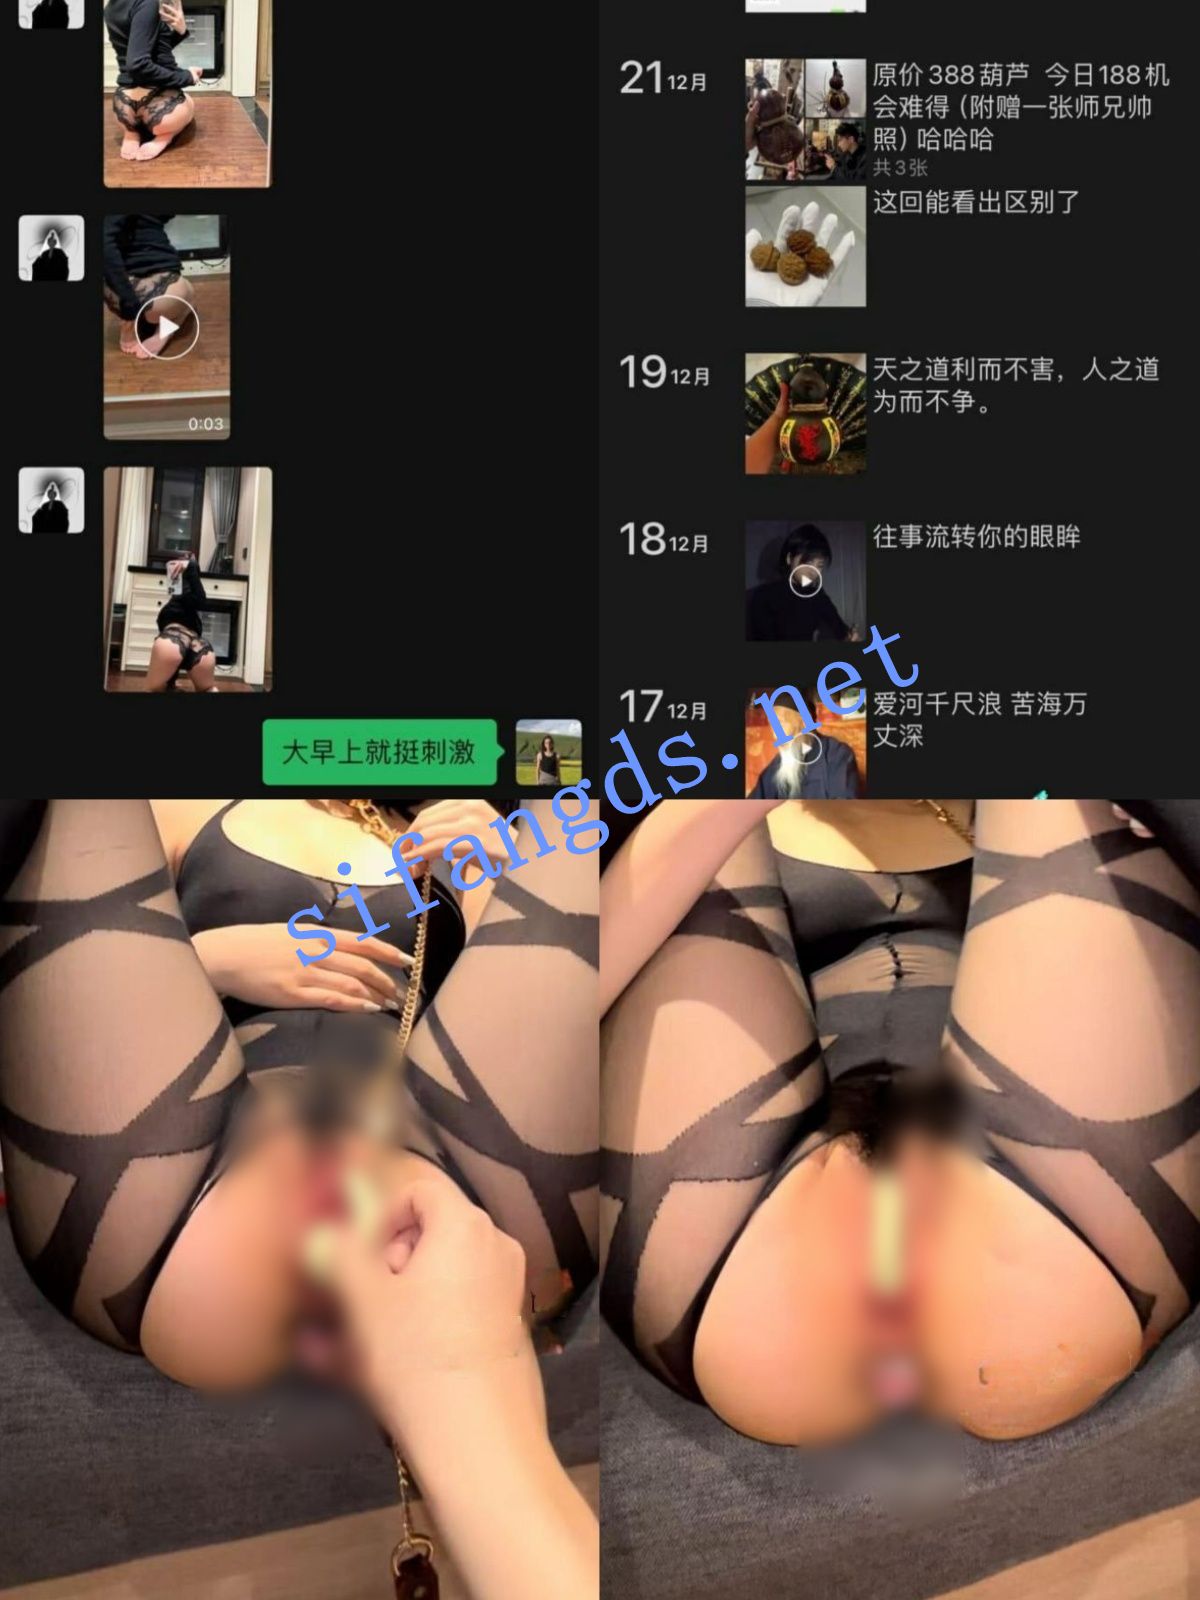 0:03
大早上就挺刺激
21 12月
原价388葫芦 今日188机
会难得（附赠一张师兄帅
照）哈哈哈
共3张
这回能看出区别了
19 12月
天之道利而不害，人之道
为而不争。
18 12月
往事流转你的眼眸
17 12月
爱河千尺浪 苦海万
丈深
sifangds.net